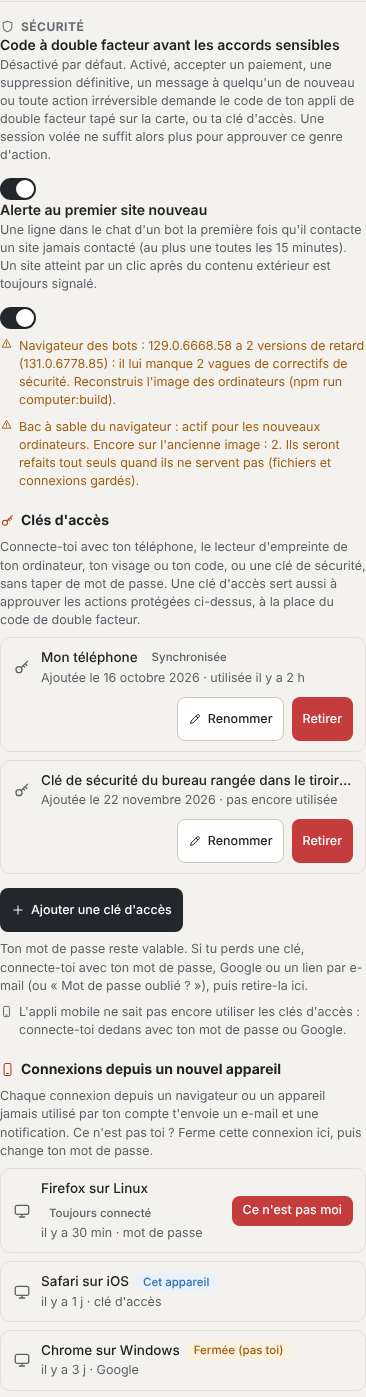 SÉCURITÉ
Code à double facteur avant les accords sensibles
Désactivé par défaut. Activé, accepter un paiement, une
suppression définitive, un message à quelqu'un de nouveau
ou toute action irréversible demande le code de ton appli de
double facteur tapé sur la carte, ou ta clé d'accès. Une
session volée ne suffit alors plus pour approuver ce genre
d'action.
Alerte au premier site nouveau
Une ligne dans le chat d'un bot la première fois qu'il contacte
un site jamais contacté (au plus une toutes les 15 minutes).
Un site atteint par un clic après du contenu extérieur est
toujours signalé.
Navigateur des bots : 129.0.6668.58 a 2 versions de retard
(131.0.6778.85) : il lui manque 2 vagues de correctifs de
sécurité. Reconstruis l'image des ordinateurs (npm run
computer:build).
Bac à sable du navigateur : actif pour les nouveaux
ordinateurs. Encore sur l'ancienne image : 2. Ils seront
refaits tout seuls quand ils ne servent pas (fichiers et
connexions gardés).
Clés d'accès
Connecte-toi avec ton téléphone, le lecteur d'empreinte de
ton ordinateur, ton visage ou ton code, ou une clé de sécurité,
sans taper de mot de passe. Une clé d'accès sert aussi à
approuver les actions protégées ci-dessus, à la place du
code de double facteur.
Mon téléphone Synchronisée
Ajoutée le 16 octobre 2026 · utilisée il y a 2 h
Renommer Retirer
Clé de sécurité du bureau rangée dans le tiroir...
Ajoutée le 22 novembre 2026 · pas encore utilisée
Renommer Retirer
Ajouter une clé d'accès
Ton mot de passe reste valable. Si tu perds une clé,
connecte-toi avec ton mot de passe, Google ou un lien par e-
mail (ou « Mot de passe oublié ? »), puis retire-la ici.
L'appli mobile ne sait pas encore utiliser les clés d'accès :
connecte-toi dedans avec ton mot de passe ou Google.
Connexions depuis un nouvel appareil
Chaque connexion depuis un navigateur ou un appareil
jamais utilisé par ton compte t'envoie un e-mail et une
notification. Ce n'est pas toi ? Ferme cette connexion ici, puis
change ton mot de passe.
Firefox sur Linux
Toujours connecté
il y a 30 min · mot de passe
Ce n'est pas moi
Safari sur iOS Cet appareil
il y a 1 j · clé d'accès
Chrome sur Windows Fermée (pas toi)
il y a 3 j · Google